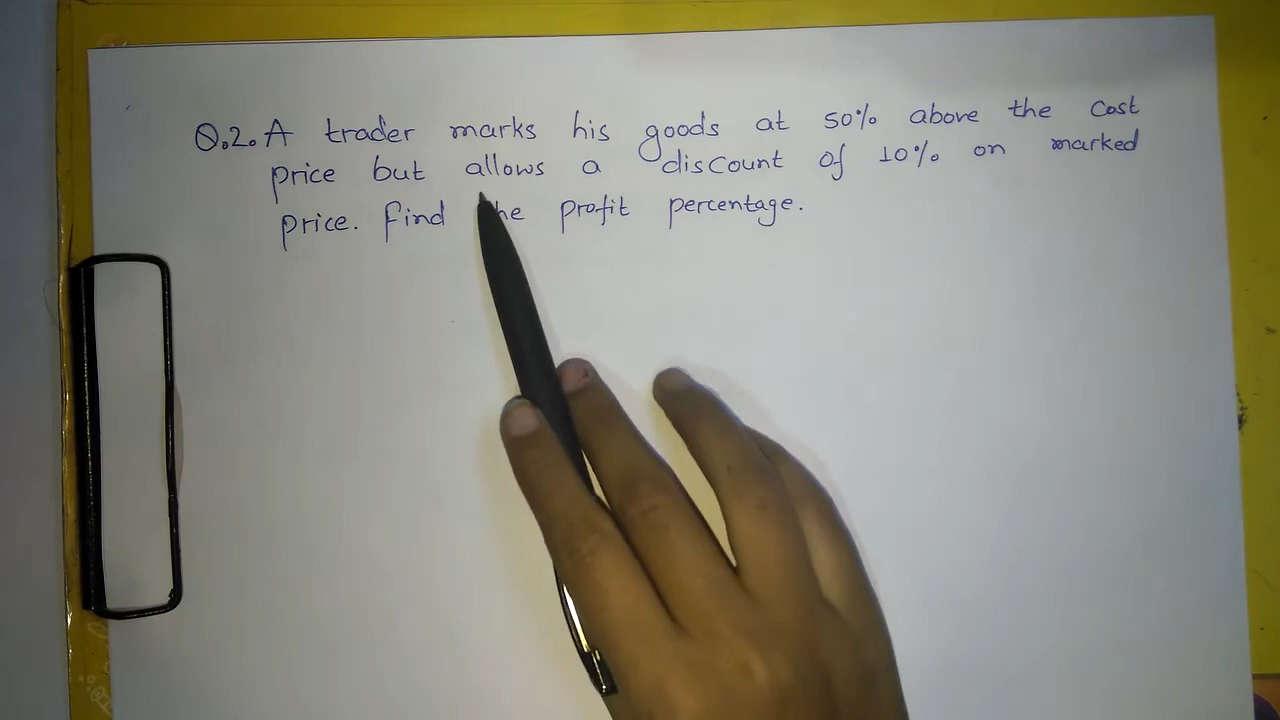 Q.2. A trader marks his goods at 50% above the cost
price but allows a discount of 10% on marked
price. Find the profit percentage.